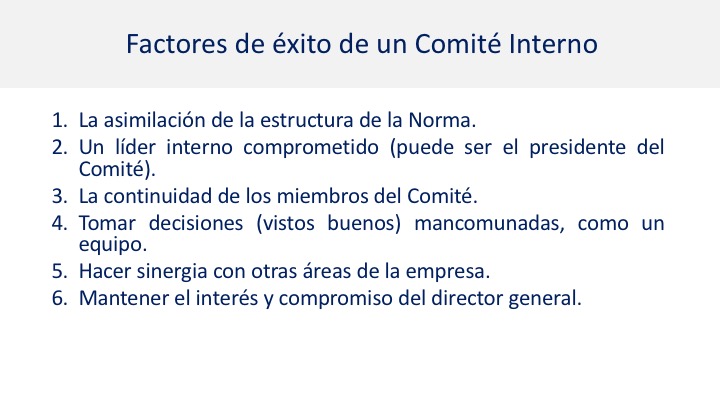 Factores de éxito de un Comité Interno
1. La asimilación de la estructura de la Norma.
2. Un líder interno comprometido (puede ser el presidente del
Comité).
3. La continuidad de los miembros del Comité.
4. Tomar decisiones (vistos buenos) mancomunadas, como un
equipo.
5. Hacer sinergia con otras áreas de la empresa.
6. Mantener el interés y compromiso del director general.